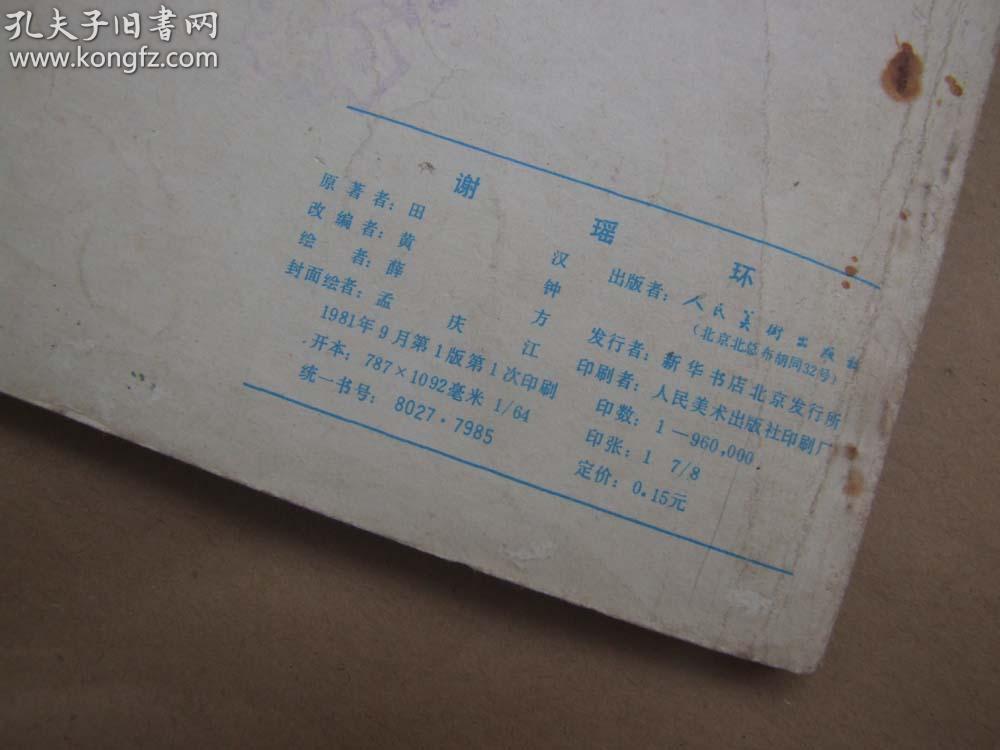 孔夫子旧书网
www.kongfz.com
谢 瑶 环
原著者：田 汉
改编者：黄 钟
绘 者：薛 方
封面绘者：孟 庆 江
1981年9月第1版第1次印刷
开本：787×1092毫米 1/64
统一书号：8027·7985
出版者：人民美術出版社
（北京北总布胡同32号）
发行者：新华书店北京发行所
印刷者：人民美术出版社印刷厂
印数：1—960,000
印张：1 7/8
定价：0.15元